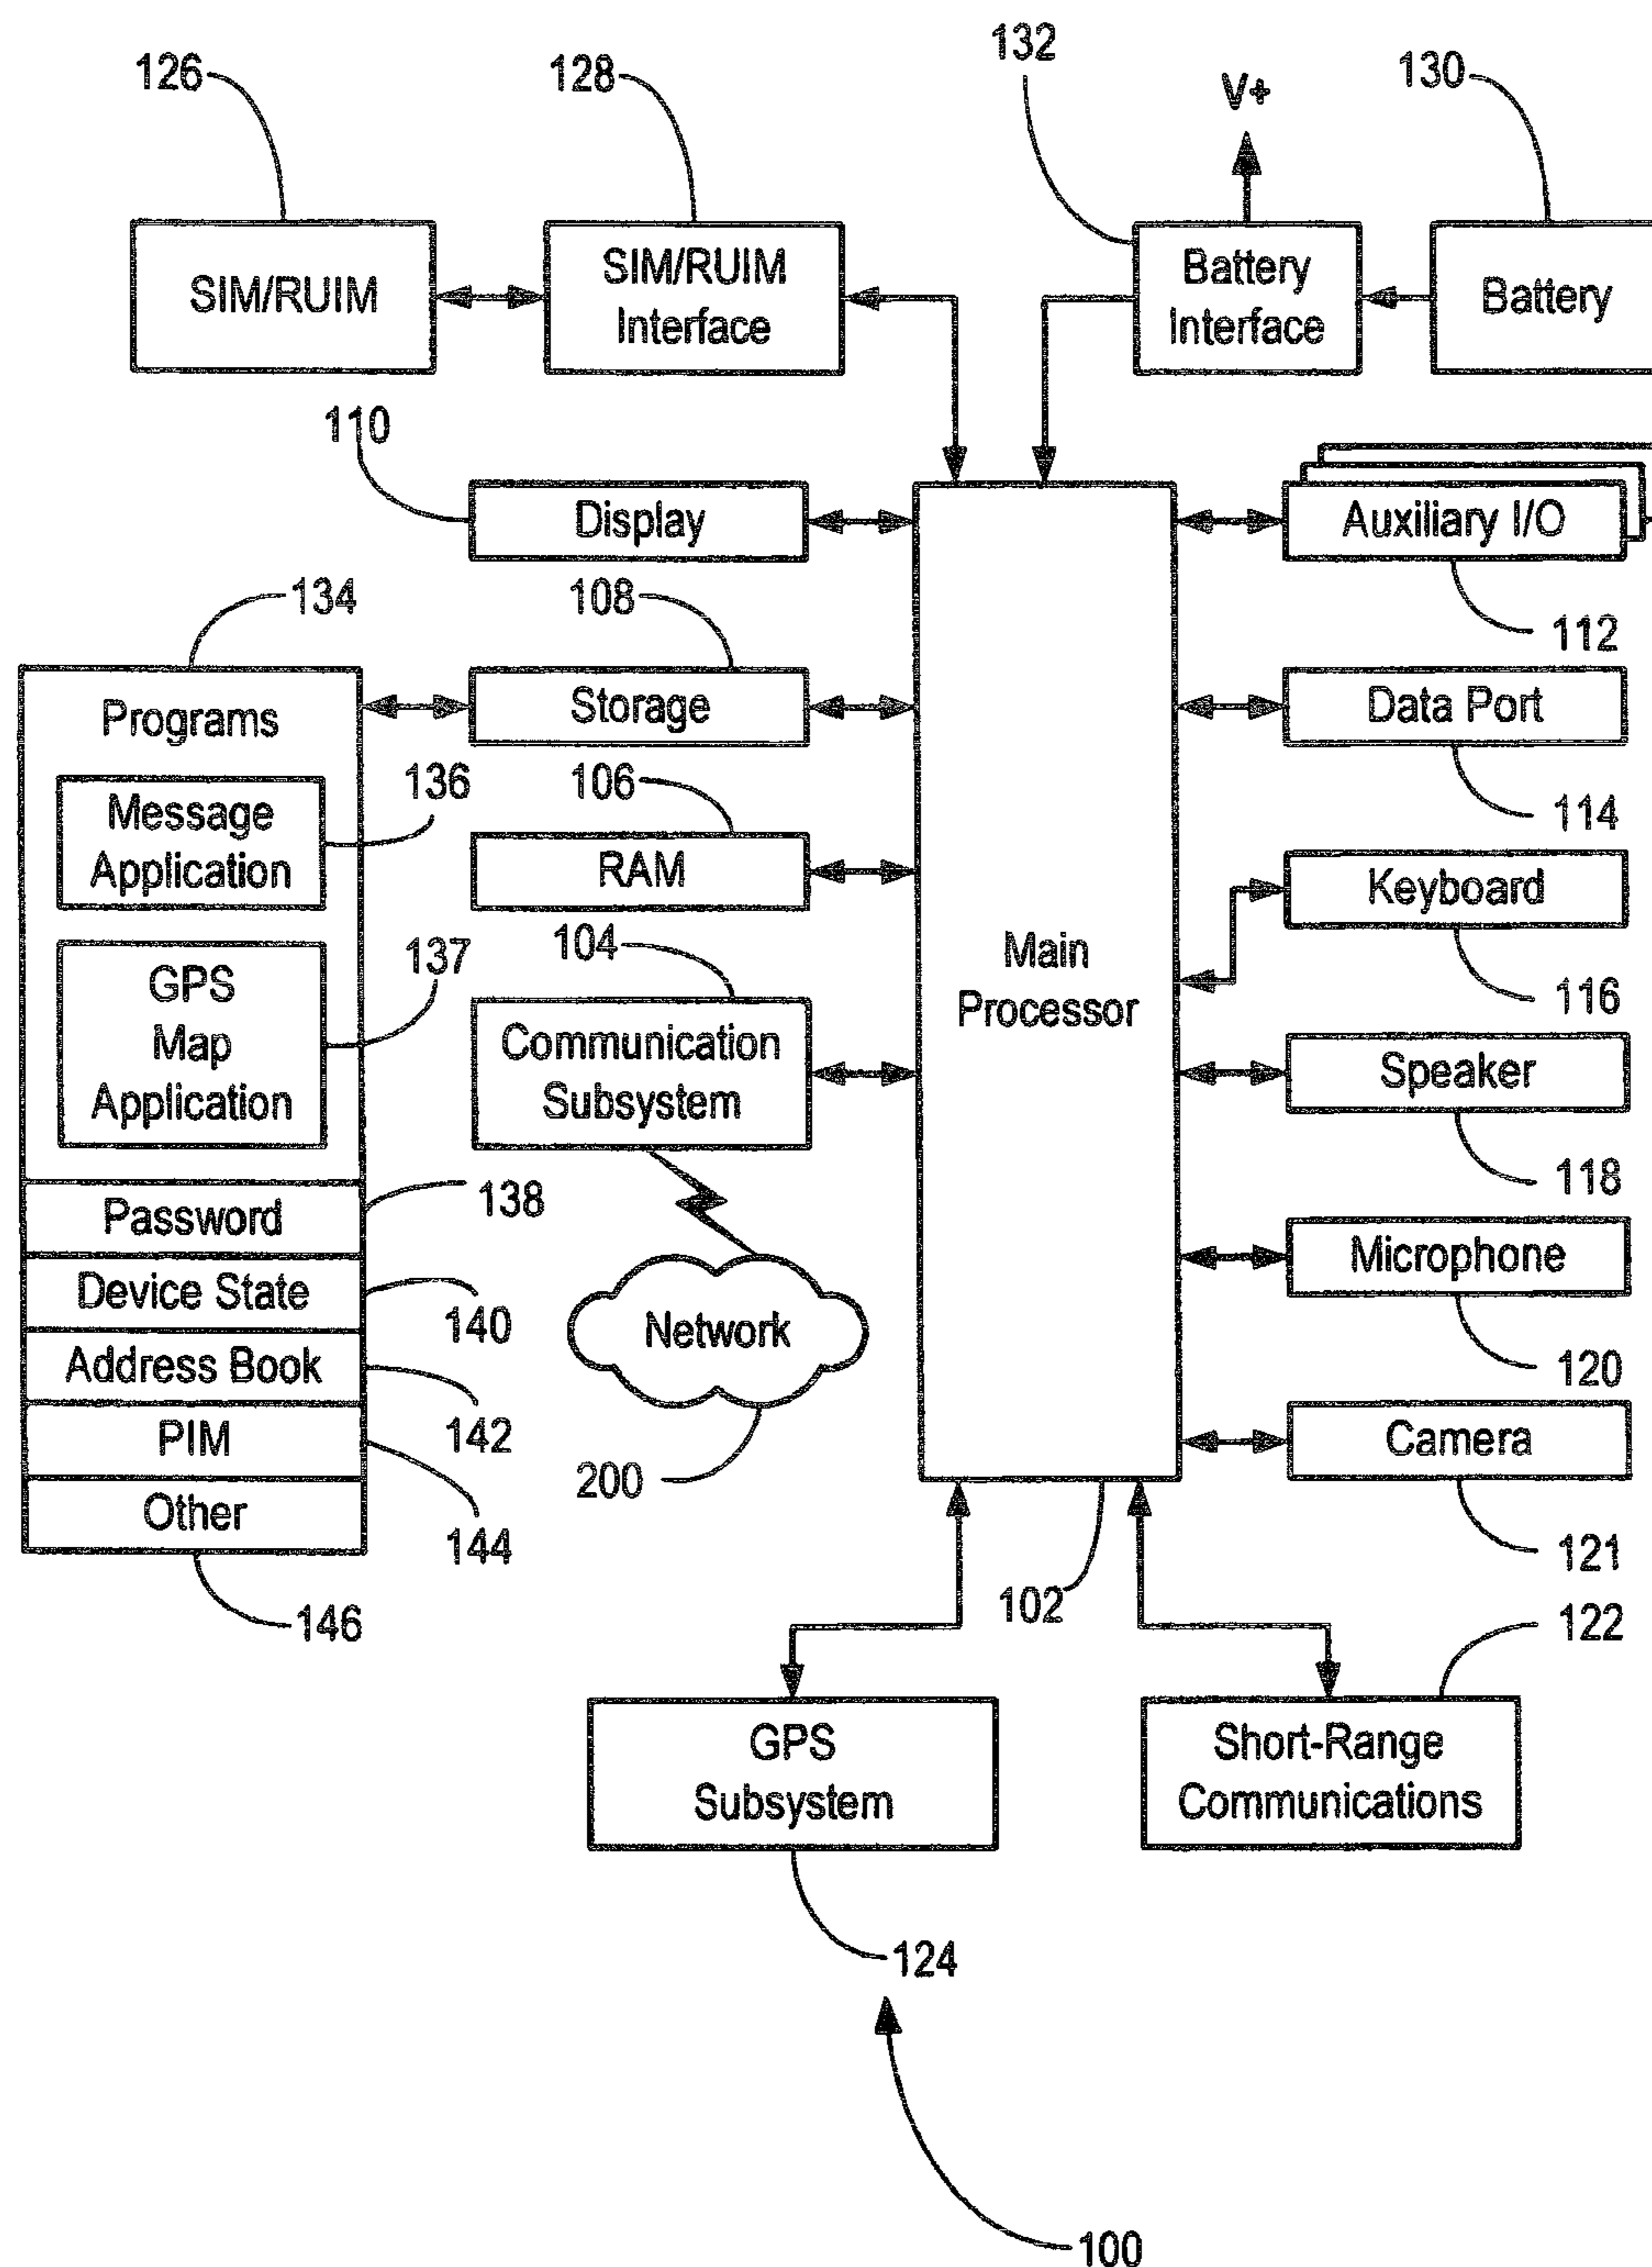 132
126
128
V+
130
SIM/RUIM
SIM/RUIM
Interface
Battery
Interface
Battery
110
Display
Auxiliary I/O
134
108
112
Programs
Storage
Data Port
136
106
114
Message
Application
RAM
Keyboard
137
104
Main
Processor
116
GPS
Map
Application
Communication
Subsystem
Speaker
138
118
Password
Device State
140
Network
Microphone
120
Address Book
142
PIM
200
Camera
Other
144
121
146
102
122
GPS
Subsystem
Short-Range
Communications
124
100